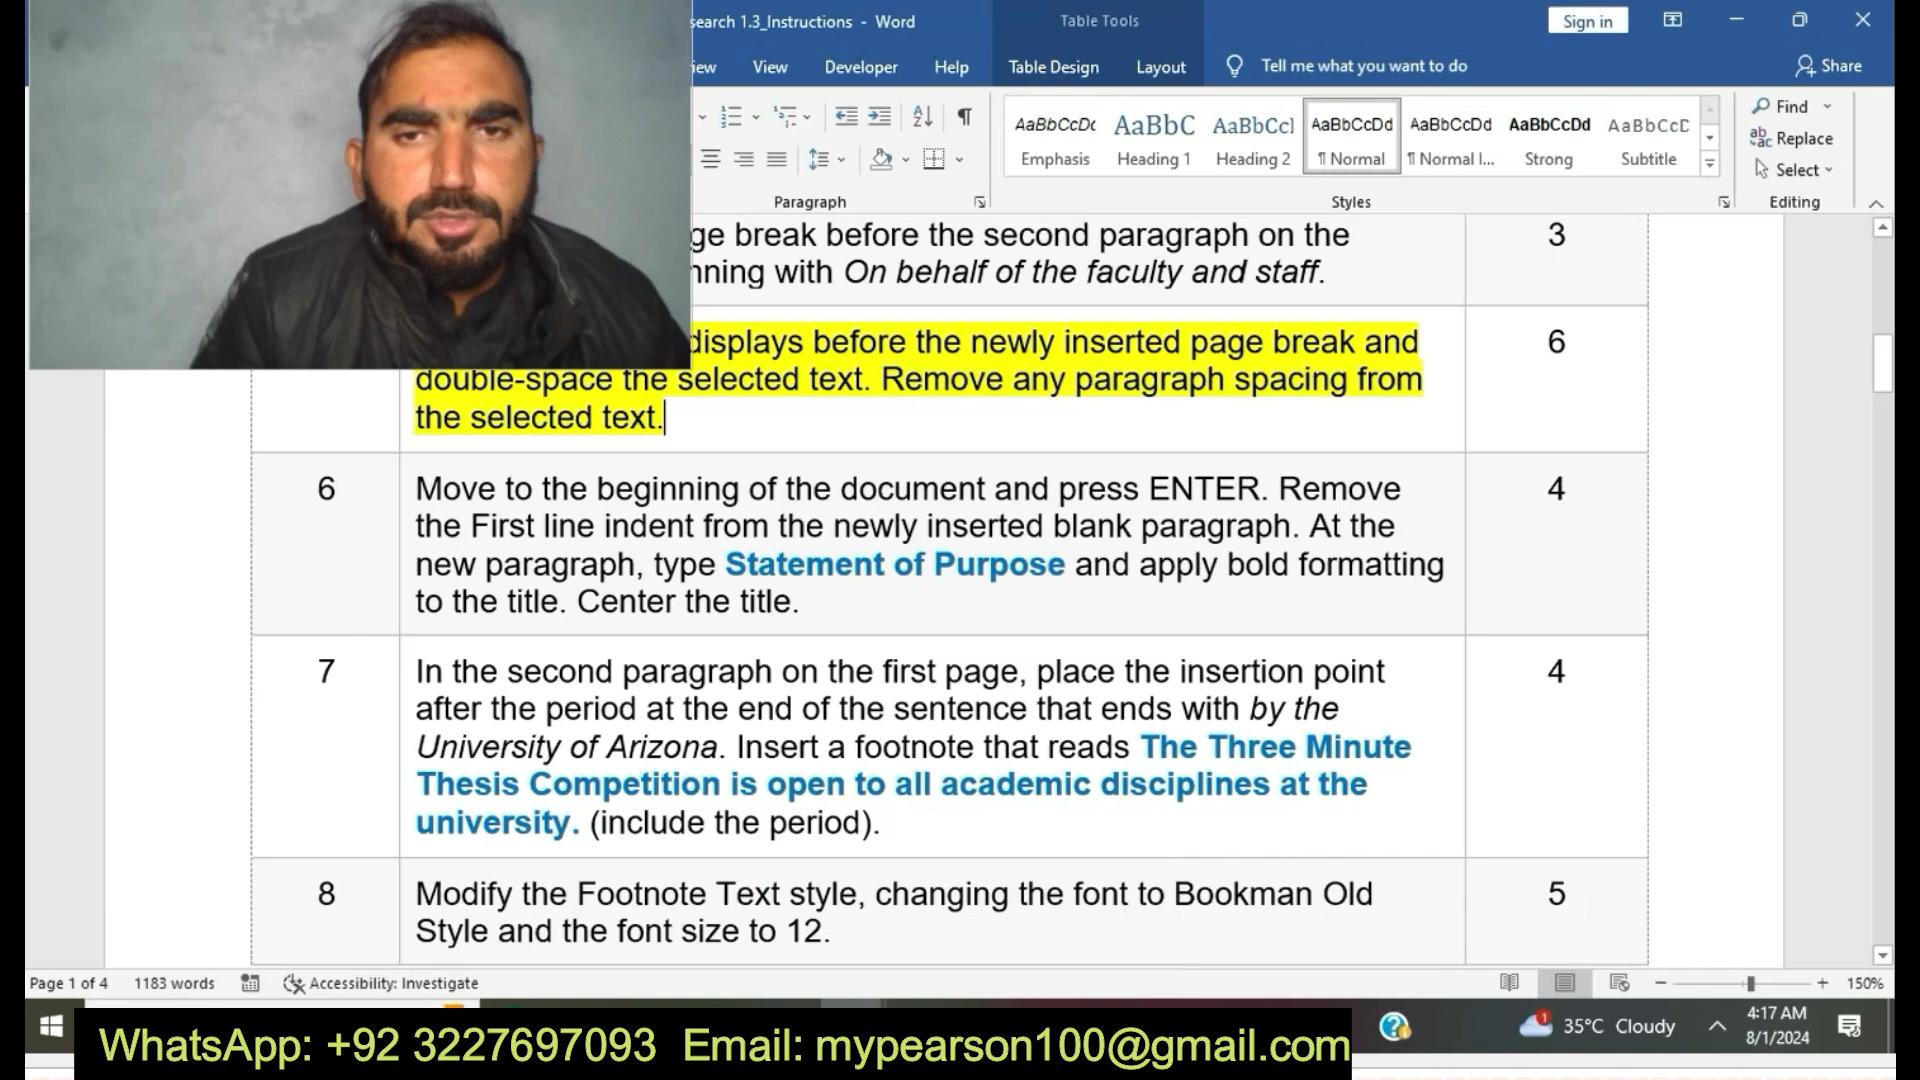 search 1.3_Instructions - Word
Table Tools
Sign in
View
Developer
Help
Table Design
Layout
Tell me what you want to do
Share
AaBbCcDc
AaBbC
AaBbCcI
AaBbCcDd
AaBbCcDd
AaBbCcDd
AaBbCcD
Find
Replace
Emphasis
Heading 1
Heading 2
¶ Normal
¶ Normal I...
Strong
Subtitle
Select
Paragraph
Styles
Editing
ge break before the second paragraph on the
nning with On behalf of the faculty and staff.
3
displays before the newly inserted page break and
double-space the selected text. Remove any paragraph spacing from
the selected text.
6
6
Move to the beginning of the document and press ENTER. Remove
the First line indent from the newly inserted blank paragraph. At the
new paragraph, type Statement of Purpose and apply bold formatting
to the title. Center the title.
4
7
In the second paragraph on the first page, place the insertion point
after the period at the end of the sentence that ends with by the
University of Arizona. Insert a footnote that reads The Three Minute
Thesis Competition is open to all academic disciplines at the
university. (include the period).
4
8
Modify the Footnote Text style, changing the font to Bookman Old
Style and the font size to 12.
5
Page 1 of 4
1183 words
Accessibility: Investigate
150%
WhatsApp: +92 3227697093 Email: mypearson100@gmail.com
1
35°C Cloudy
4:17 AM
8/1/2024